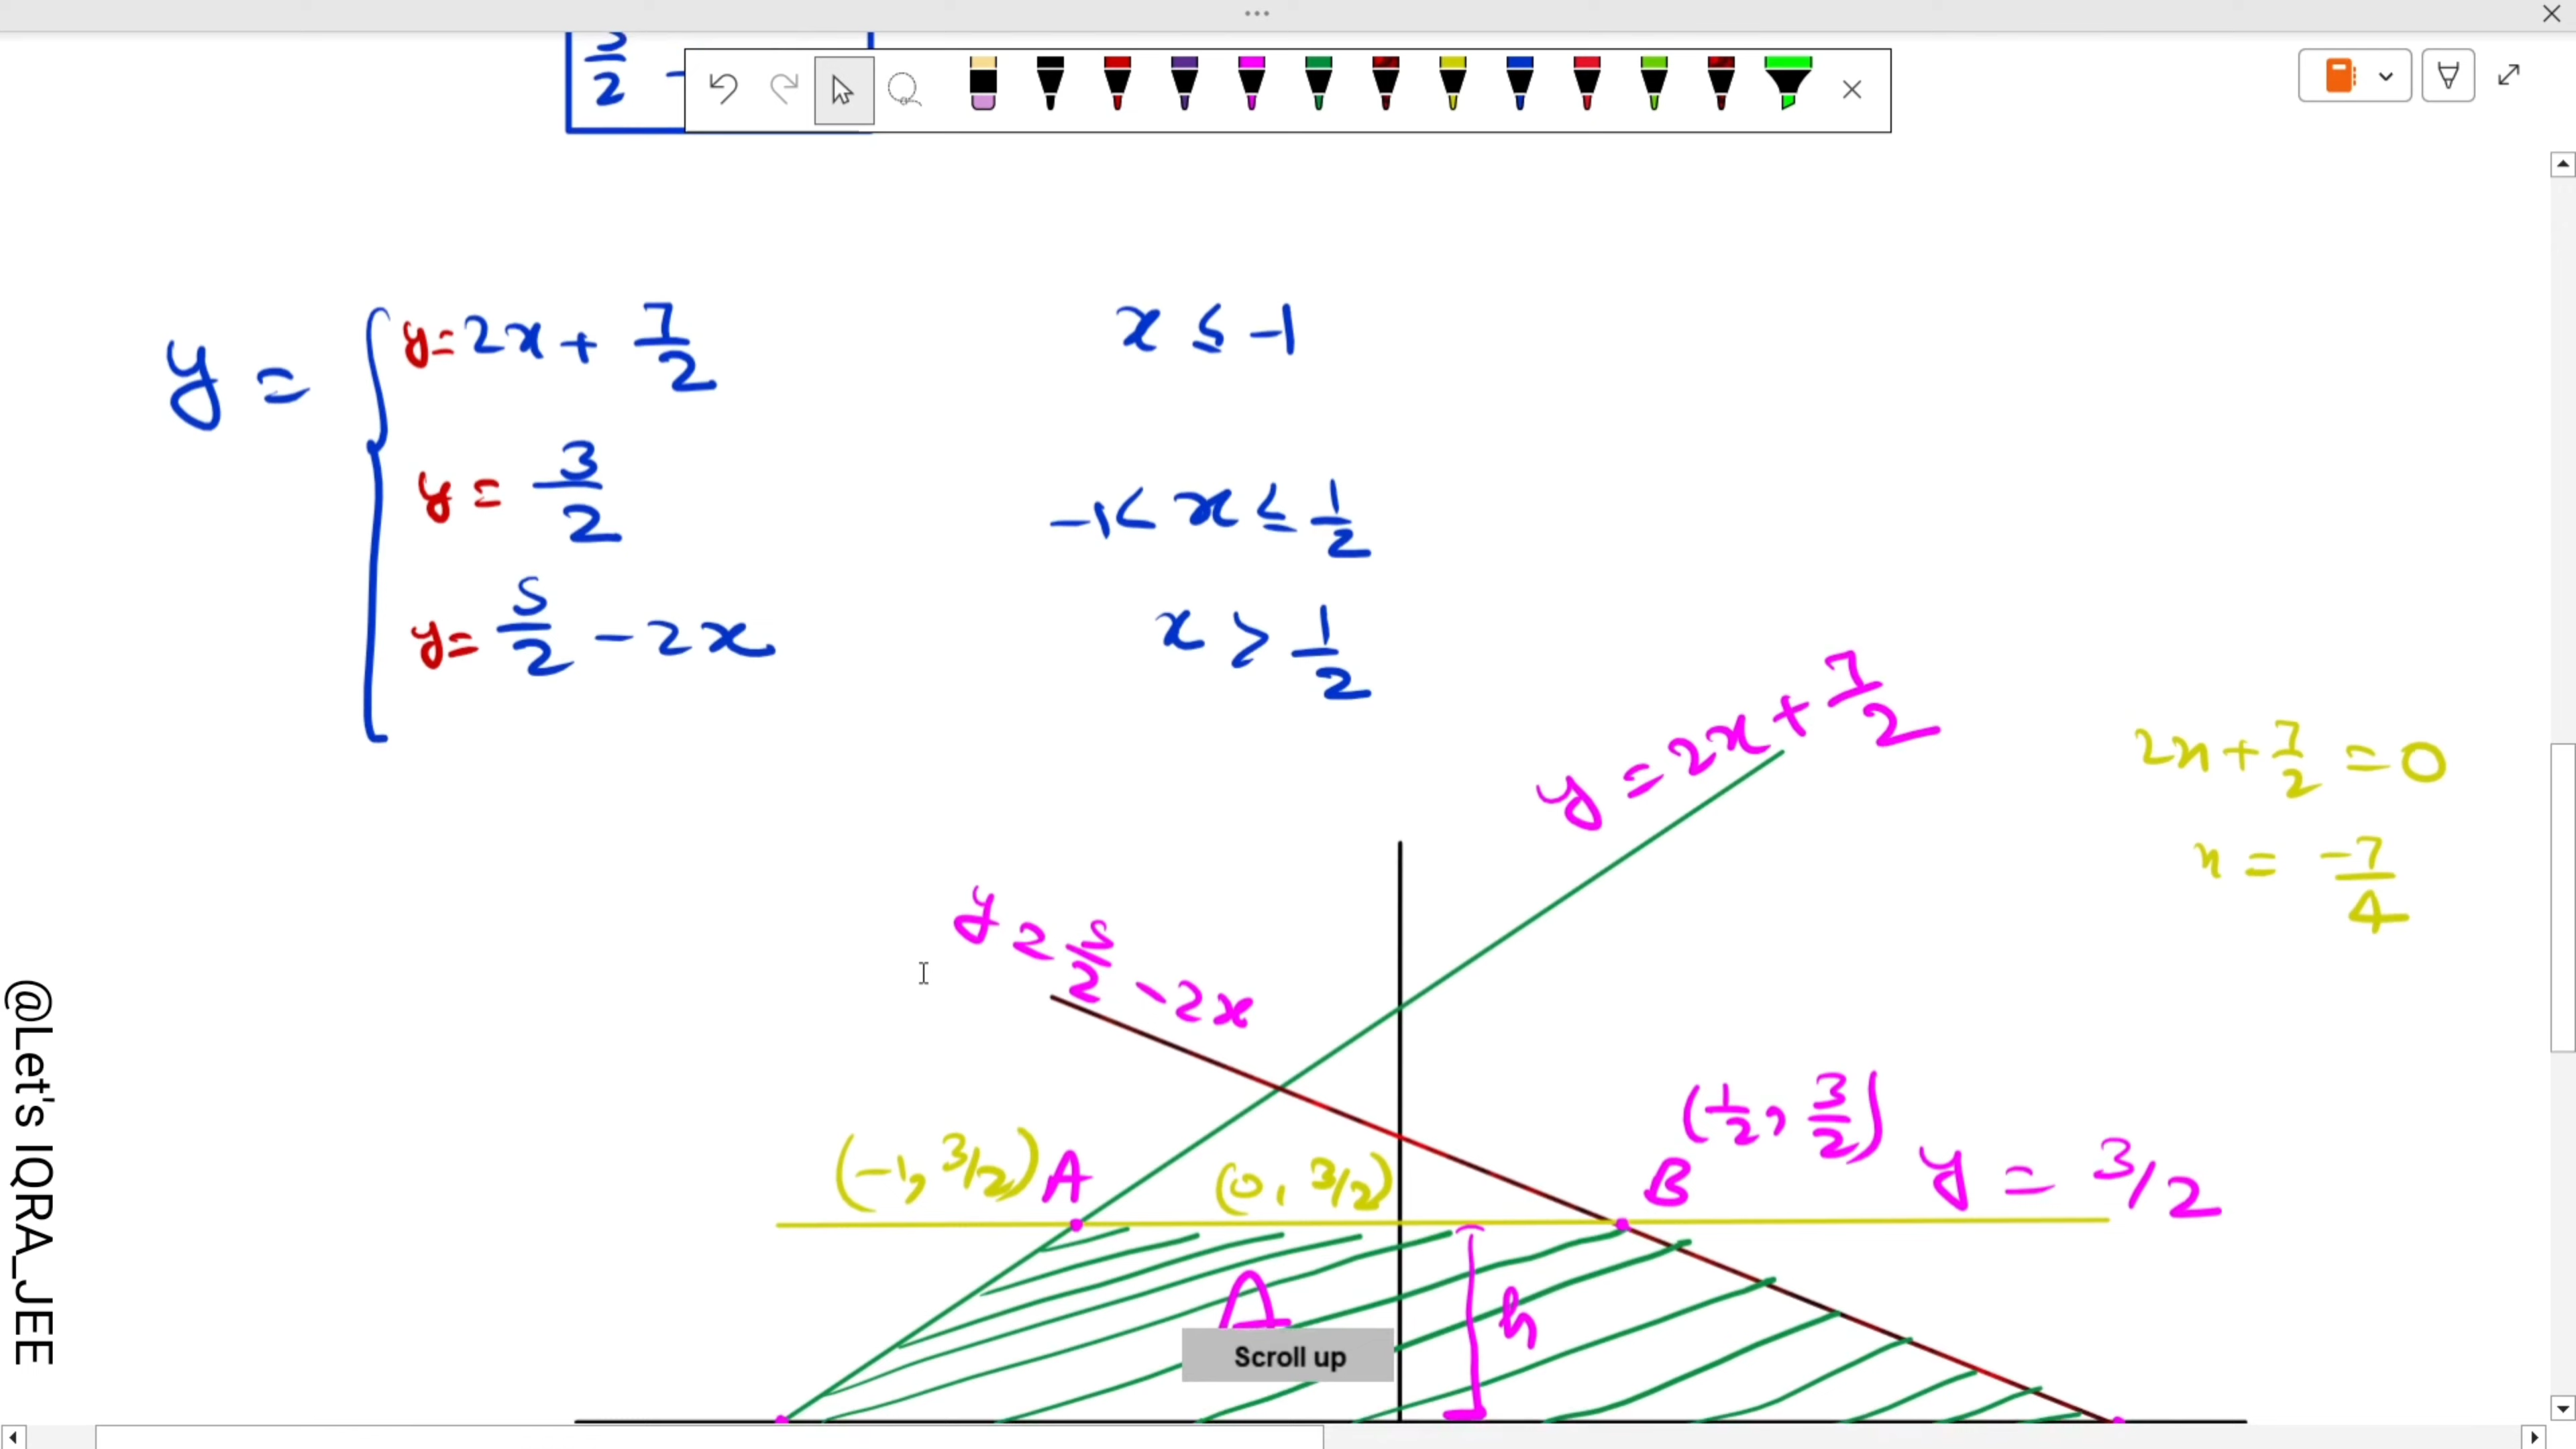 3/2 -
y = { y = 2x + 7/2    x ≤ -1
y = 3/2    -1 < x ≤ 1/2
y = 5/2 - 2x    x > 1/2
y = 2x + 7/2
2x + 7/2 = 0
x = -7/4
y = 5/2 - 2x
(1/2, 3/2)
(-1, 3/2) A    (0, 3/2)    B    y = 3/2
A    h
Scroll up
@Let's IQRA_JEE